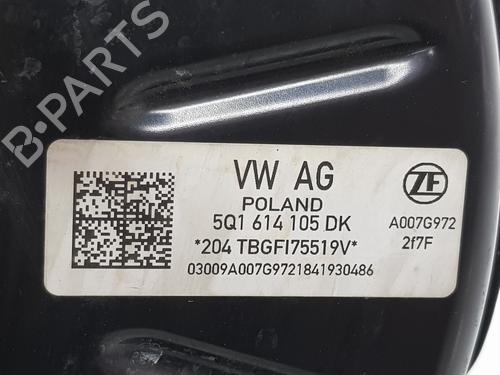 B-PARTS
VW AG
POLAND
5Q1 614 105 DK
*204 TBGFI75519V*
03009A007G9721841930486
ZF
A007G972
2f7F